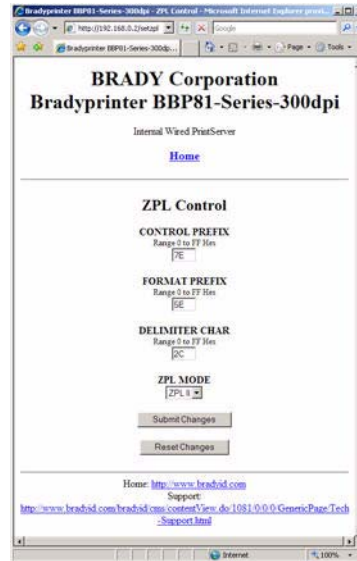 Bradyprinter BBP81-Series-300dpi - ZPL Control - Microsoft Internet Explorer
http://192.168.0.2/setzpl
Google
Bradyprinter BBP81-Series-300dp...
Page
Tools
BRADY Corporation
Bradyprinter BBP81-Series-300dpi
Internal Wired PrintServer
Home
ZPL Control
CONTROL PREFIX
Range 0 to FF Hex
7E
FORMAT PREFIX
Range 0 to FF Hex
5E
DELIMITER CHAR
Range 0 to FF Hex
2C
ZPL MODE
ZPL II
Submit Changes
Reset Changes
Home: http://www.bradyid.com
Support:
http://www.bradyid.com/bradyid/cms/contentView.do/1081/0/0/0/GenericPage/Tech
-Support.html
Internet
100%